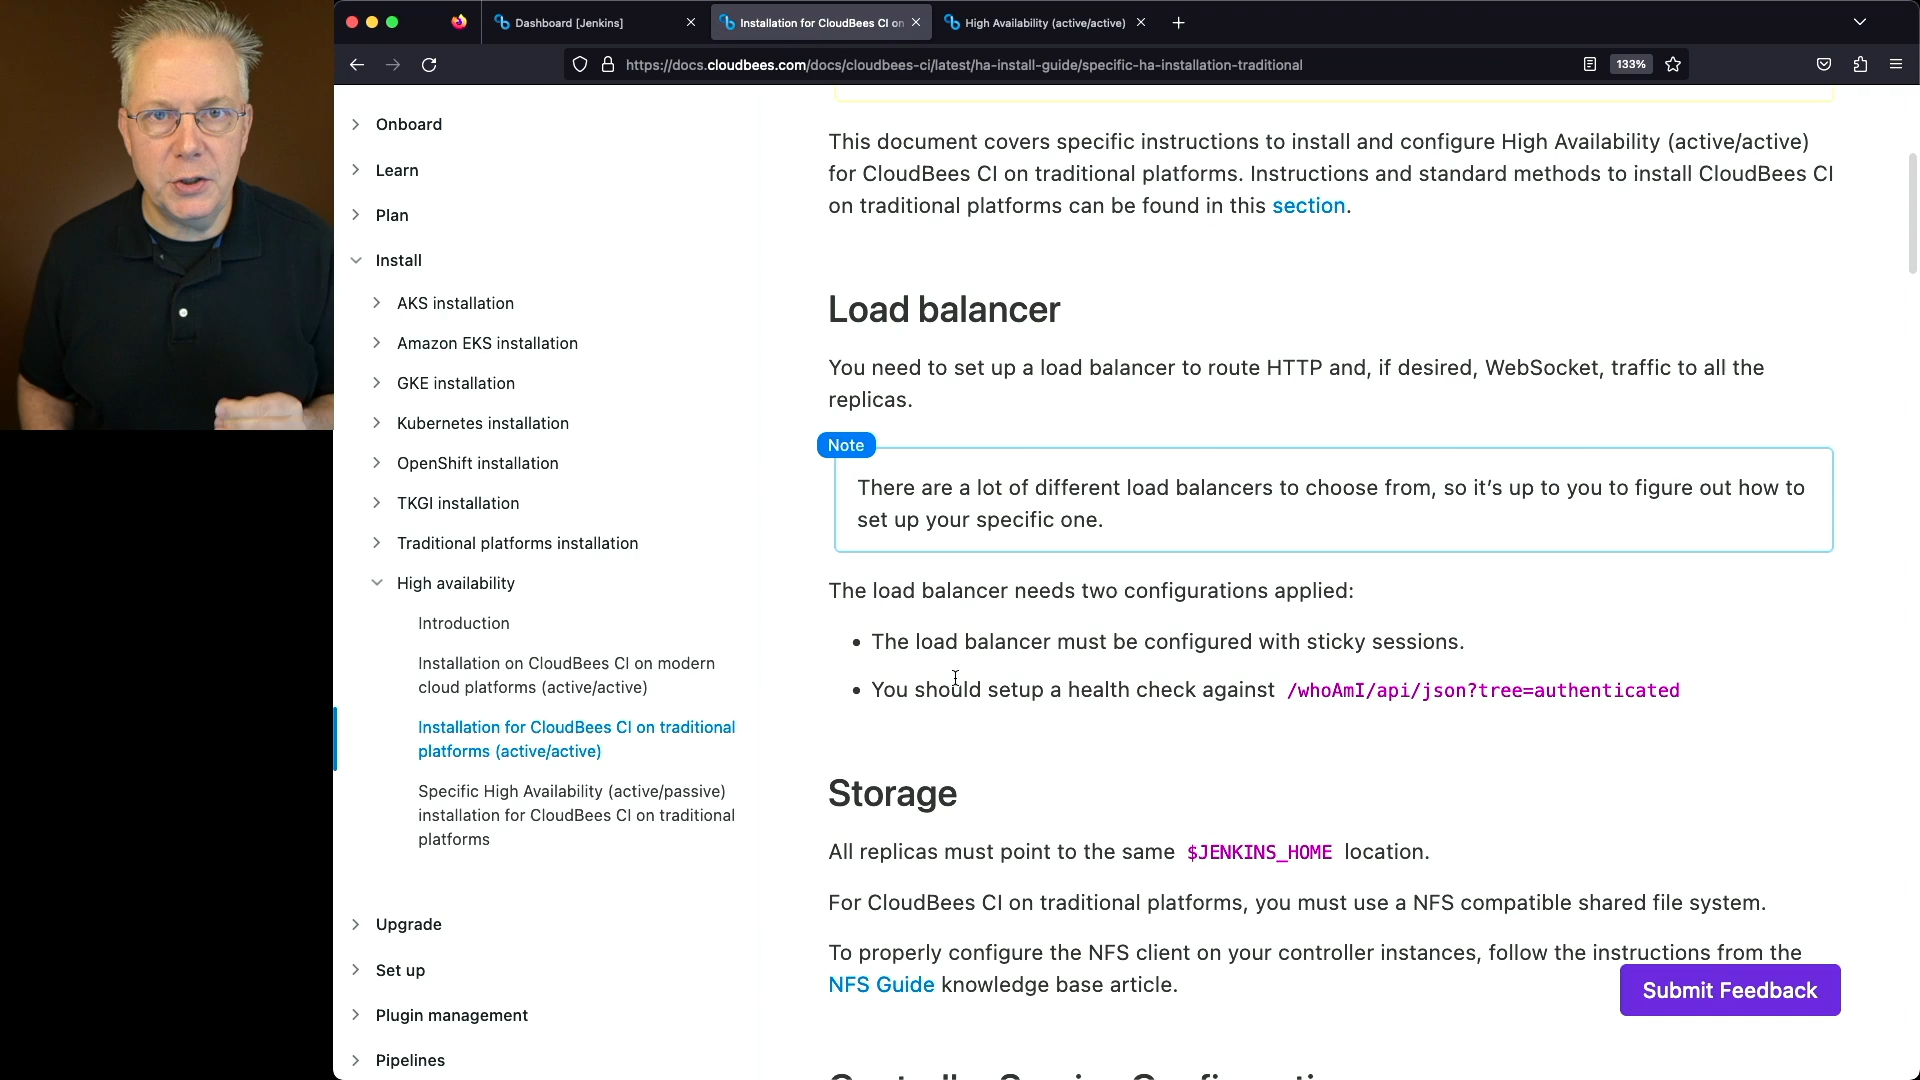 Dashboard [Jenkins]
Installation for CloudBees CI on
High Availability (active/active)
https://docs.cloudbees.com/docs/cloudbees-ci/latest/ha-install-guide/specific-ha-installation-traditional
133%
Onboard
Learn
Plan
Install
AKS installation
Amazon EKS installation
GKE installation
Kubernetes installation
OpenShift installation
TKGI installation
Traditional platforms installation
High availability
Introduction
Installation on CloudBees CI on modern
cloud platforms (active/active)
Installation for CloudBees CI on traditional
platforms (active/active)
Specific High Availability (active/passive)
installation for CloudBees CI on traditional
platforms
Upgrade
Set up
Plugin management
Pipelines
This document covers specific instructions to install and configure High Availability (active/active)
for CloudBees CI on traditional platforms. Instructions and standard methods to install CloudBees CI
on traditional platforms can be found in this section.
Load balancer
You need to set up a load balancer to route HTTP and, if desired, WebSocket, traffic to all the
replicas.
Note
There are a lot of different load balancers to choose from, so it's up to you to figure out how to
set up your specific one.
The load balancer needs two configurations applied:
• The load balancer must be configured with sticky sessions.
• You should setup a health check against /whoAmI/api/json?tree=authenticated
Storage
All replicas must point to the same $JENKINS_HOME location.
For CloudBees CI on traditional platforms, you must use a NFS compatible shared file system.
To properly configure the NFS client on your controller instances, follow the instructions from the
NFS Guide knowledge base article.
Submit Feedback